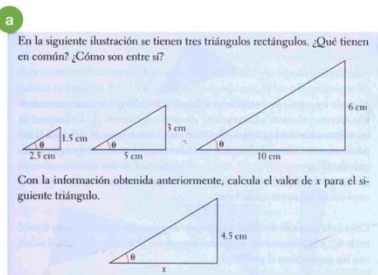 a
En la siguiente ilustración se tienen tres triángulos rectángulos. ¿Qué tienen
en común? ¿Cómo son entre sí?
6 cm
3 cm
1.5 cm
θ
θ
θ
2.5 cm
5 cm
10 cm
Con la información obtenida anteriormente, calcula el valor de x para el si-
guiente triángulo.
4.5 cm
θ
x